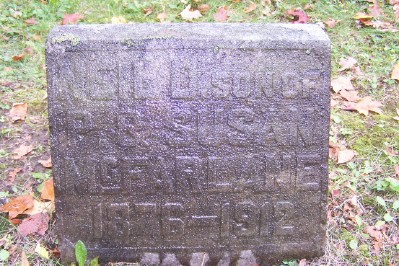 NEIL D. SON OF
P. & SUSAN
MCFARLANE
1876–1912